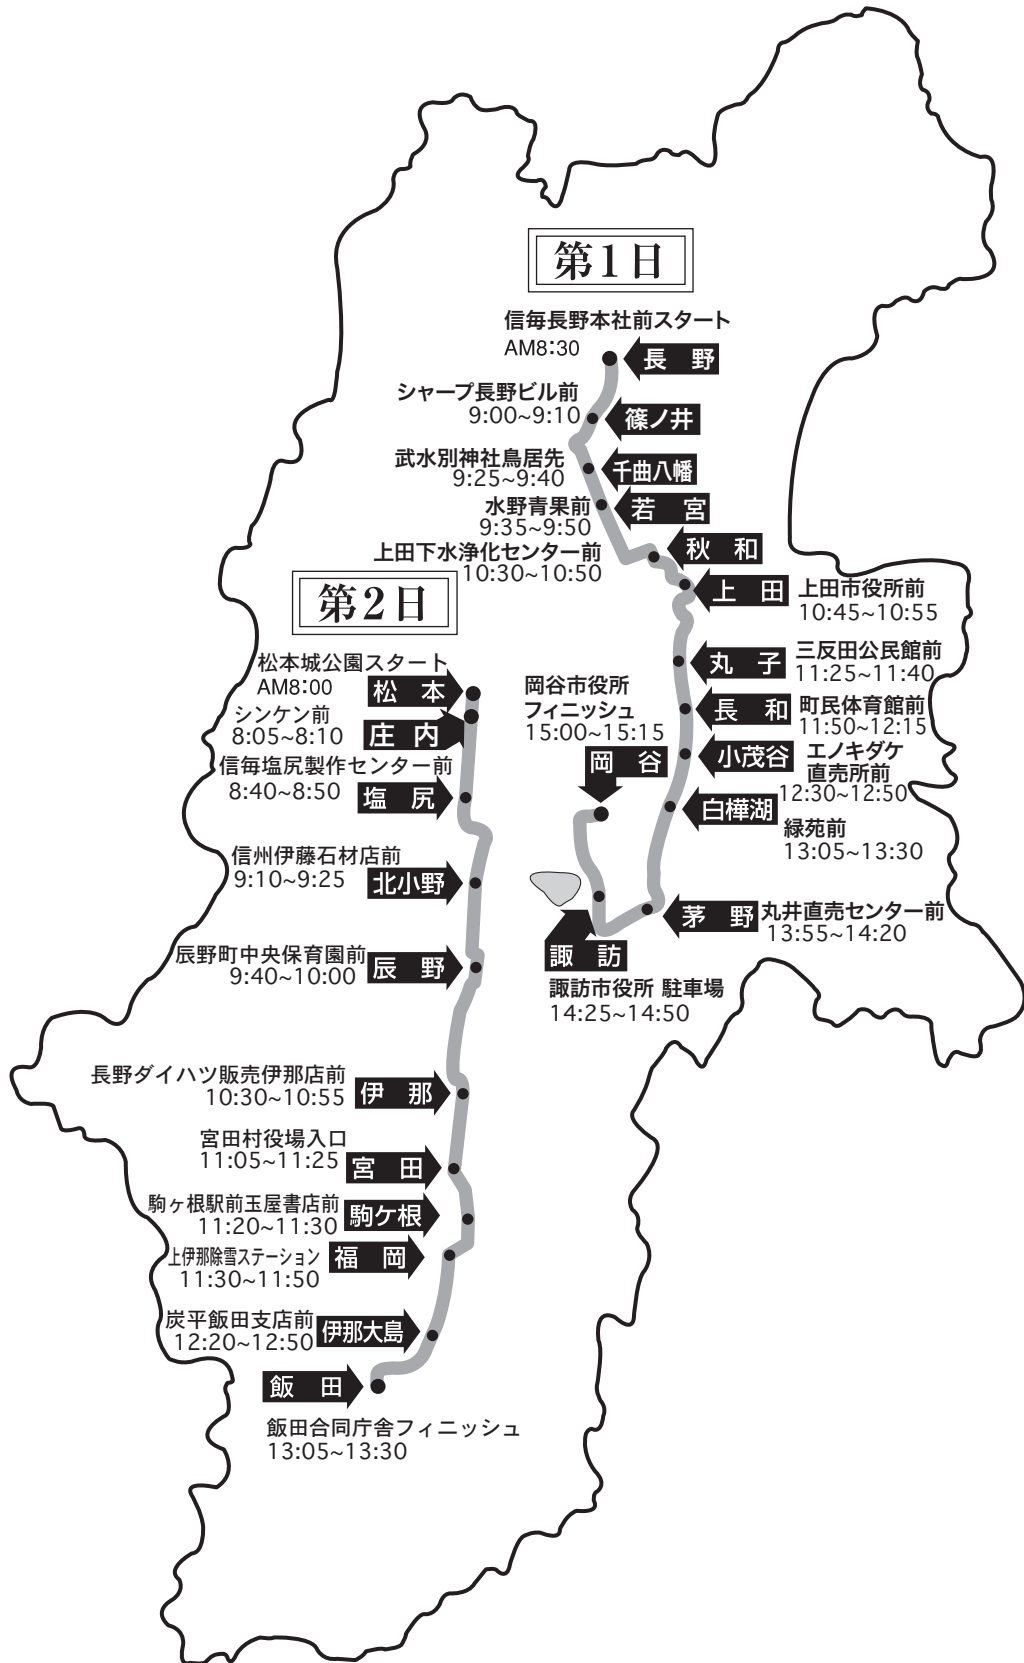 第1日
信毎長野本社前スタート
AM8:30
長 野
シャープ長野ビル前
9:00~9:10
篠ノ井
武水別神社鳥居先
9:25~9:40
千曲八幡
水野青果前
9:35~9:50
若 宮
上田下水浄化センター前
10:30~10:50
秋 和
上 田
上田市役所前
10:45~10:55
丸 子
三反田公民館前
11:25~11:40
長 和
町民体育館前
11:50~12:15
小茂谷
エノキダケ
直売所前
12:30~12:50
白樺湖
緑苑前
13:05~13:30
茅 野
丸井直売センター前
13:55~14:20
諏 訪
諏訪市役所 駐車場
14:25~14:50
岡谷市役所
フィニッシュ
15:00~15:15
岡 谷
第2日
松本城公園スタート
AM8:00
松 本
シンケン前
8:05~8:10
庄 内
信毎塩尻製作センター前
8:40~8:50
塩 尻
信州伊藤石材店前
9:10~9:25
北小野
辰野町中央保育園前
9:40~10:00
辰 野
長野ダイハツ販売伊那店前
10:30~10:55
伊 那
宮田村役場入口
11:05~11:25
宮 田
駒ヶ根駅前玉屋書店前
11:20~11:30
駒ケ根
上伊那除雪ステーション
11:30~11:50
福 岡
炭平飯田支店前
12:20~12:50
伊那大島
飯 田
飯田合同庁舎フィニッシュ
13:05~13:30